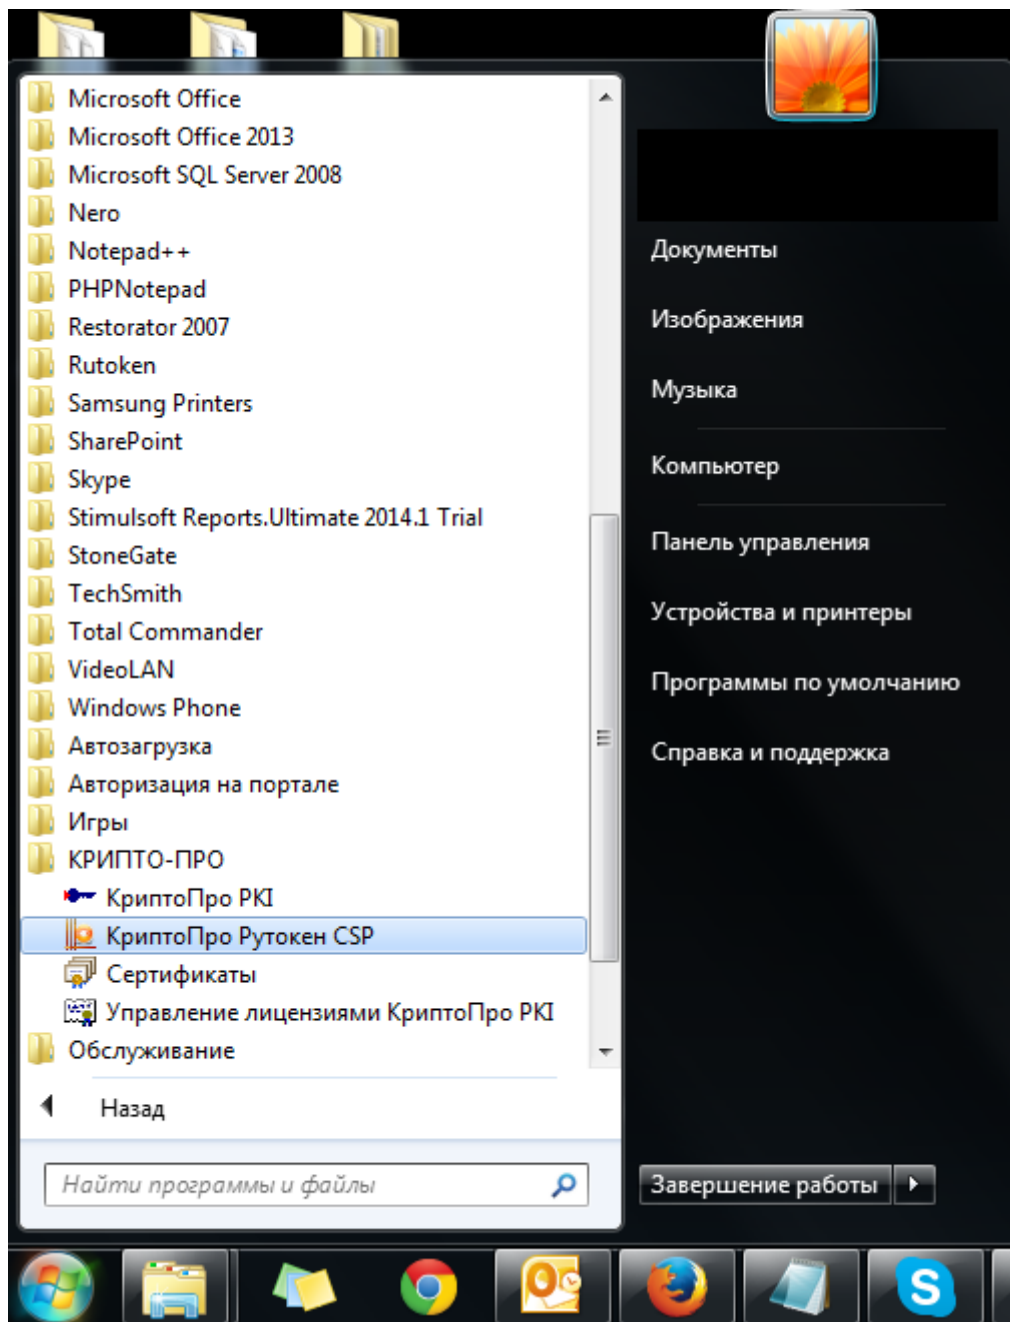 Microsoft Office
Microsoft Office 2013
Microsoft SQL Server 2008
Nero
Notepad++
PHPNotepad
Restorator 2007
Rutoken
Samsung Printers
SharePoint
Skype
Stimulsoft Reports.Ultimate 2014.1 Trial
StoneGate
TechSmith
Total Commander
VideoLAN
Windows Phone
Автозагрузка
Авторизация на портале
Игры
КРИПТО-ПРО
КриптоПро PKI
КриптоПро Рутокен CSP
Сертификаты
Управление лицензиями КриптоПро PKI
Обслуживание
Назад
Найти программы и файлы
Документы
Изображения
Музыка
Компьютер
Панель управления
Устройства и принтеры
Программы по умолчанию
Справка и поддержка
Завершение работы